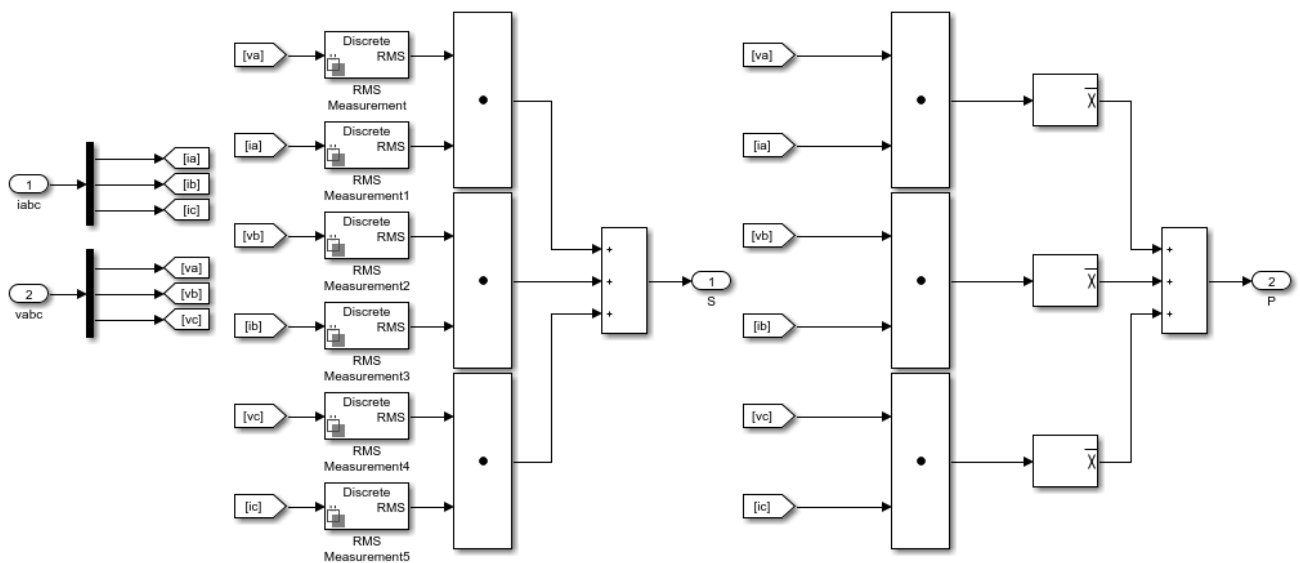 1
iabc
[ia]
[ib]
[ic]
2
vabc
[va]
[vb]
[vc]
[va]
Discrete
RMS
RMS
Measurement
[ia]
Discrete
RMS
RMS
Measurement1
[vb]
Discrete
RMS
RMS
Measurement2
[ib]
Discrete
RMS
RMS
Measurement3
[vc]
Discrete
RMS
RMS
Measurement4
[ic]
Discrete
RMS
RMS
Measurement5
+
+
+
1
S
[va]
[ia]
[vb]
[ib]
[vc]
[ic]
X
X
X
+
+
+
2
P